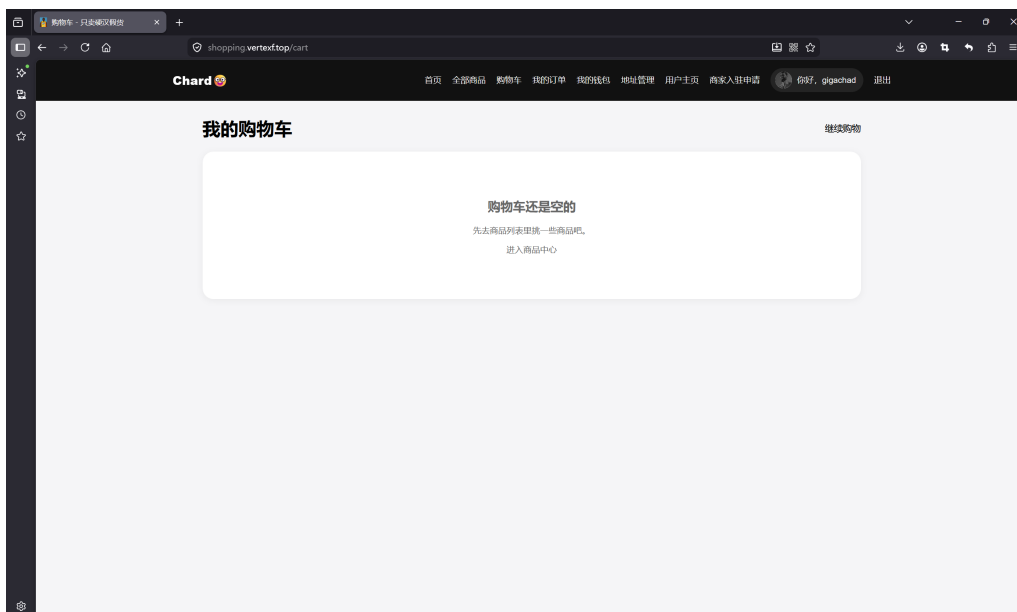 购物车 - 只卖硬汉假货
shopping.vertexf.top/cart
Chard
首页 全部商品 购物车 我的订单 我的钱包 地址管理 用户主页 商家入驻申请 你好，gigachad 退出
我的购物车
继续购物
购物车还是空的
先去商品列表里挑一些商品吧。
进入商品中心